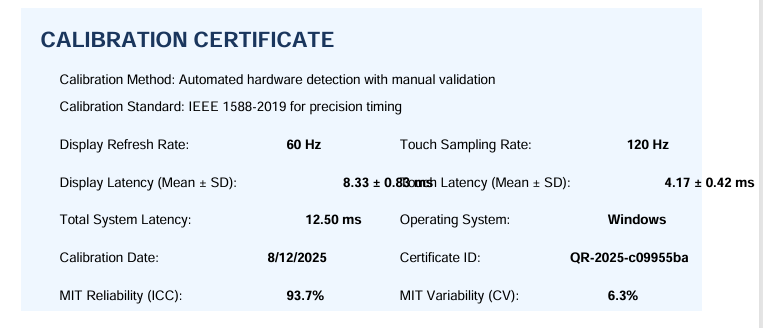 CALIBRATION CERTIFICATE
Calibration Method: Automated hardware detection with manual validation
Calibration Standard: IEEE 1588-2019 for precision timing
Display Refresh Rate: 60 Hz Touch Sampling Rate: 120 Hz
Display Latency (Mean ± SD): 8.33 ± 0.83 ms Touch Latency (Mean ± SD): 4.17 ± 0.42 ms
Total System Latency: 12.50 ms Operating System: Windows
Calibration Date: 8/12/2025 Certificate ID: QR-2025-c09955ba
MIT Reliability (ICC): 93.7% MIT Variability (CV): 6.3%